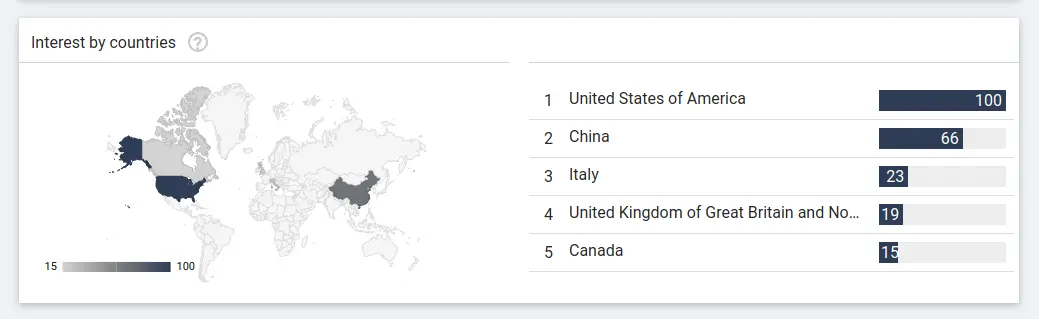 Interest by countries ?
1 United States of America 100
2 China 66
3 Italy 23
4 United Kingdom of Great Britain and No... 19
5 Canada 15
15 100